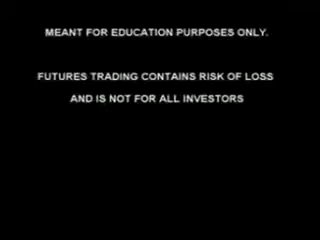 MEANT FOR EDUCATION PURPOSES ONLY.
FUTURES TRADING CONTAINS RISK OF LOSS
AND IS NOT FOR ALL INVESTORS